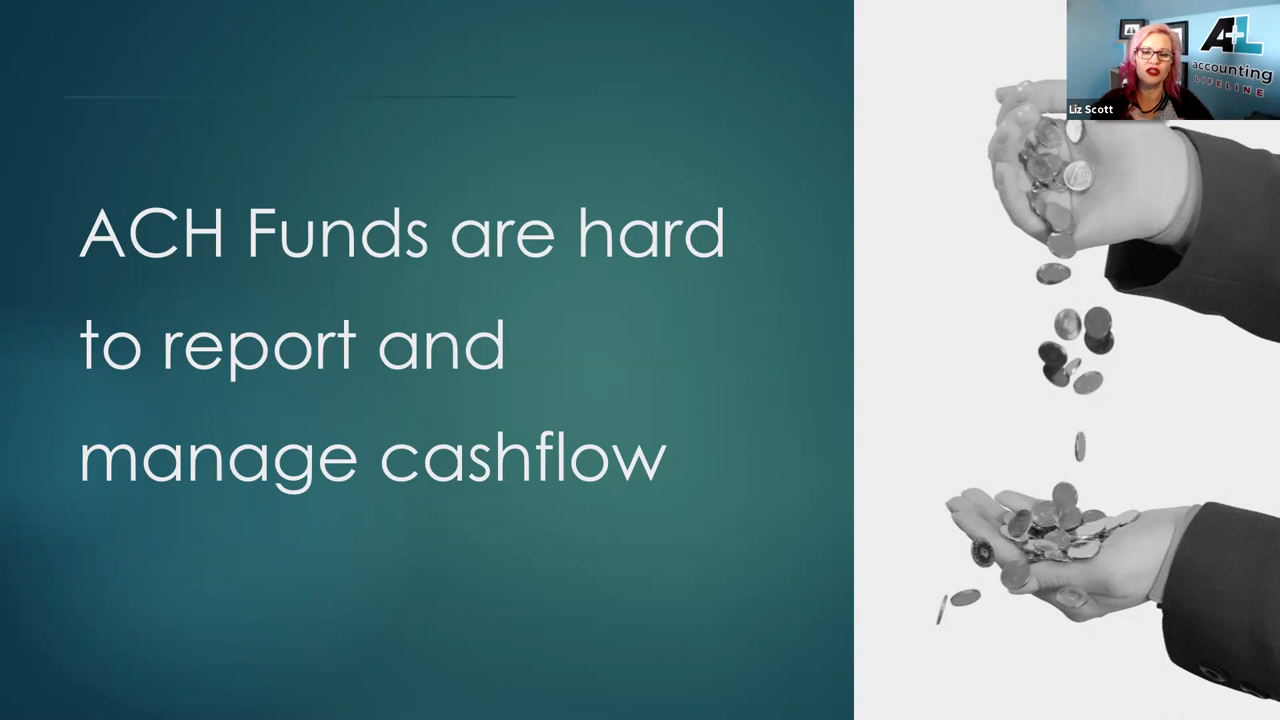 ACH Funds are hard
to report and
manage cashflow
A+L
accounting
LIFELINE
Liz Scott